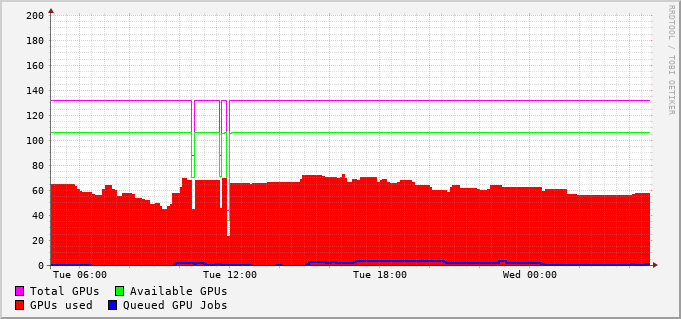 200
180
160
140
120
100
80
60
40
20
0
Tue 06:00 Tue 12:00 Tue 18:00 Wed 00:00
Total GPUs Available GPUs
GPUs used Queued GPU Jobs
RRDTOOL / TOBI OETIKER